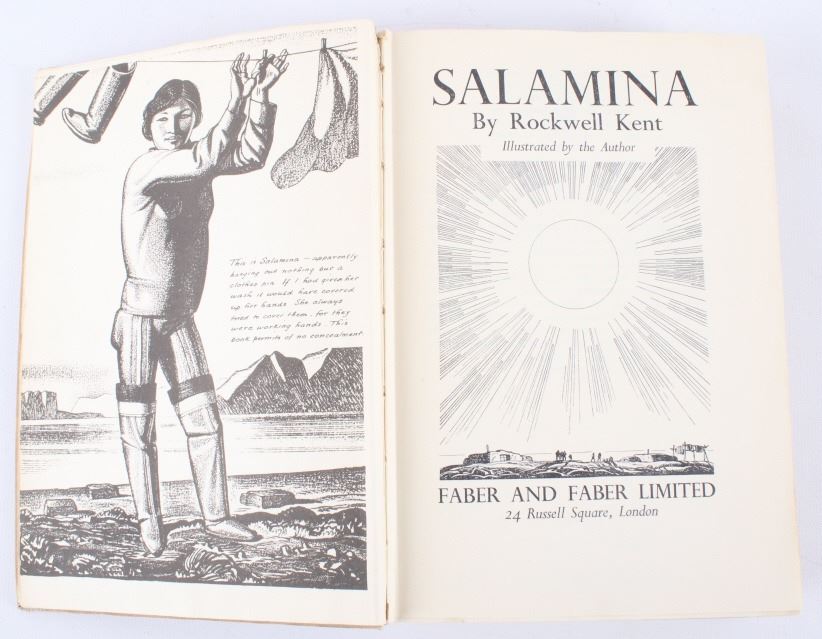 This is Salamina — apparently
hanging out nothing but a
clothes pin. If I had given her
wash it would have covered
up her hands. She always
tried to cover them, for they
were working hands. This
book permits of no concealment.
SALAMINA
By Rockwell Kent
Illustrated by the Author
FABER AND FABER LIMITED
24 Russell Square, London